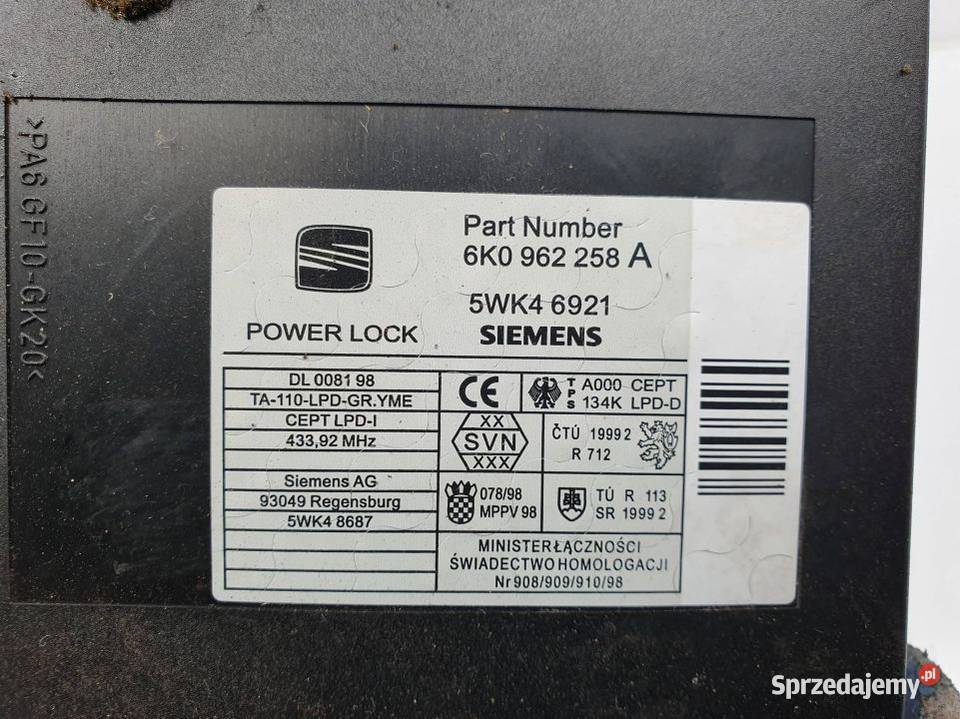 >PA6 GF10-GK20<
Part Number
6K0 962 258 A
5WK4 6921
POWER LOCK SIEMENS
DL 0081 98
TA-110-LPD-GR.YME
CEPT LPD-I
433,92 MHz
Siemens AG
93049 Regensburg
5WK4 8687
CE
TPS
A000 CEPT
134K LPD-D
XX
SVN
XXX
ČTÚ 1999 2
R 712
078/98
MPPV 98
TÚ R 113
SR 1999 2
MINISTER ŁĄCZNOŚCI
ŚWIADECTWO HOMOLOGACJI
Nr 908/909/910/98
Sprzedajemy.pl